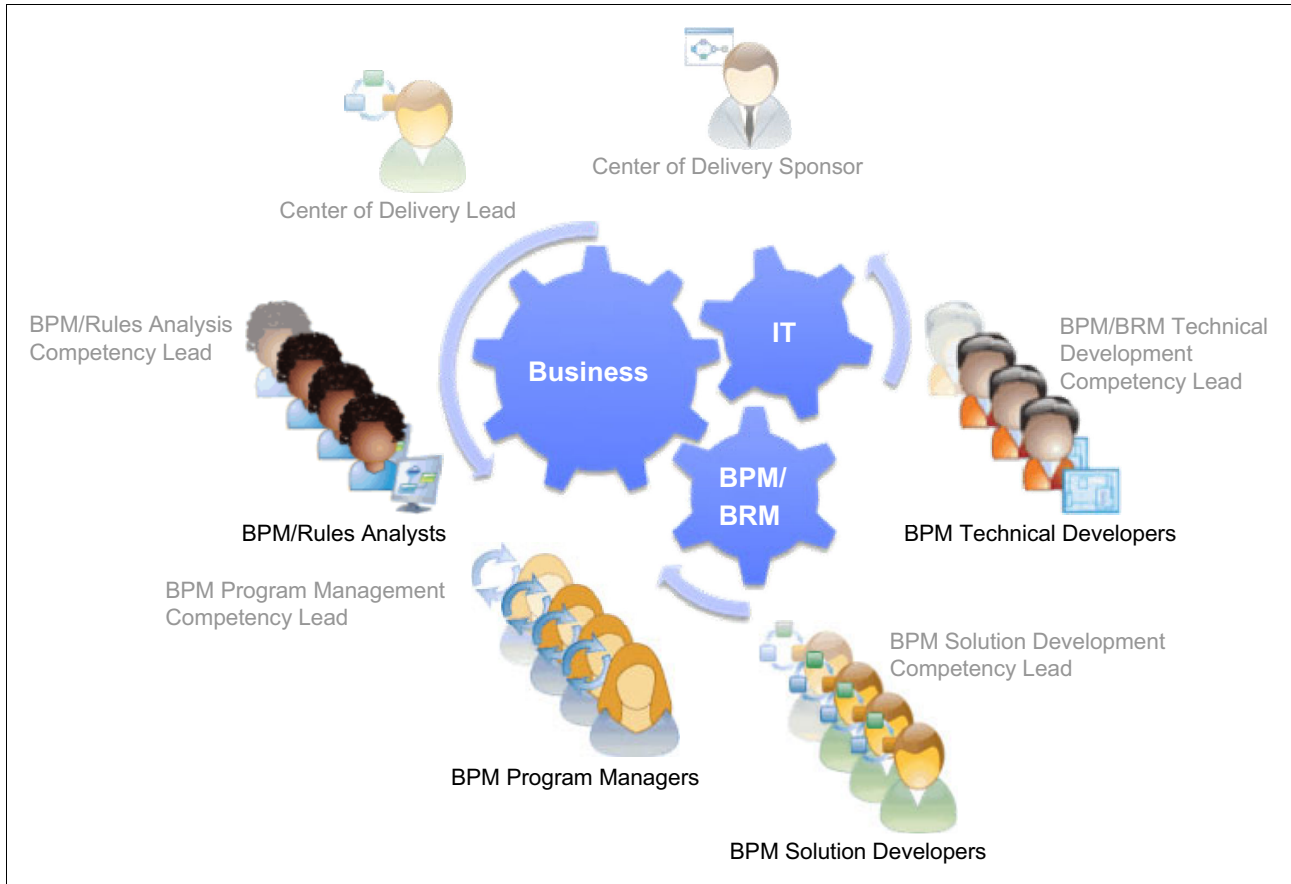 Center of Delivery Sponsor
Center of Delivery Lead
BPM/Rules Analysis
Competency Lead
Business
IT
BPM/BRM Technical
Development
Competency Lead
BPM/
BRM
BPM/Rules Analysts
BPM Technical Developers
BPM Program Management
Competency Lead
BPM Solution Development
Competency Lead
BPM Program Managers
BPM Solution Developers